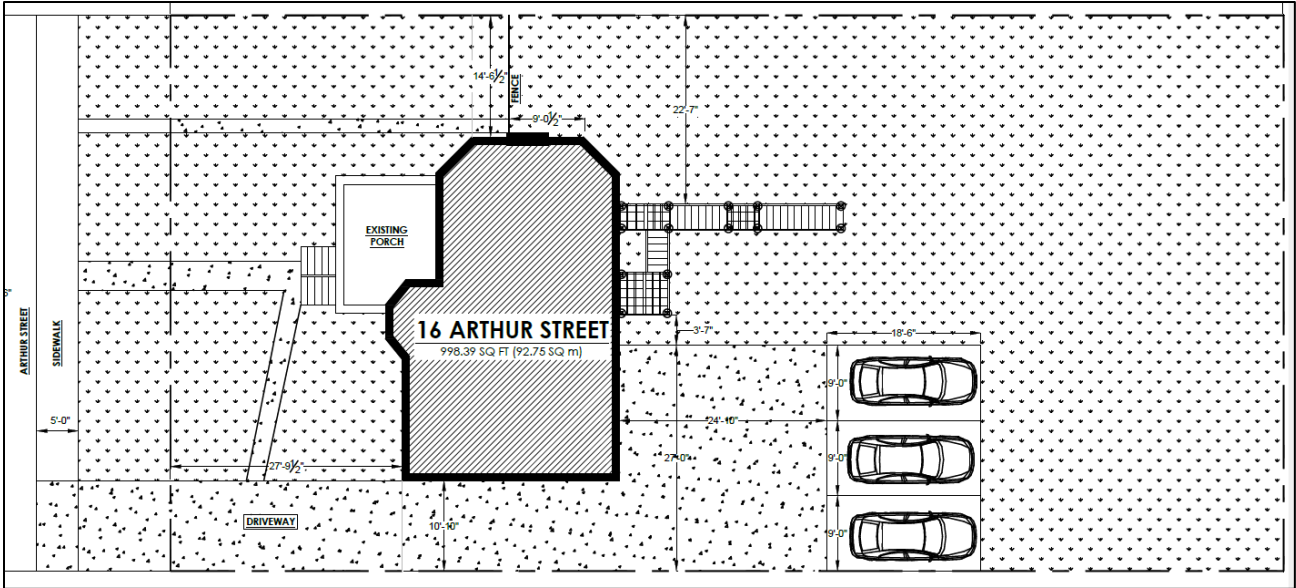 14'-6½"
FENCE
9'-0½"
22'-7"
EXISTING
PORCH
16 ARTHUR STREET
998.39 SQ FT (92.75 SQ m)
3'-7"
18'-6"
9'-0"
9'-0"
9'-0"
24'-10"
27'-0"
ARTHUR STREET
SIDEWALK
5'-0"
27'-9½"
DRIVEWAY
10'-10"